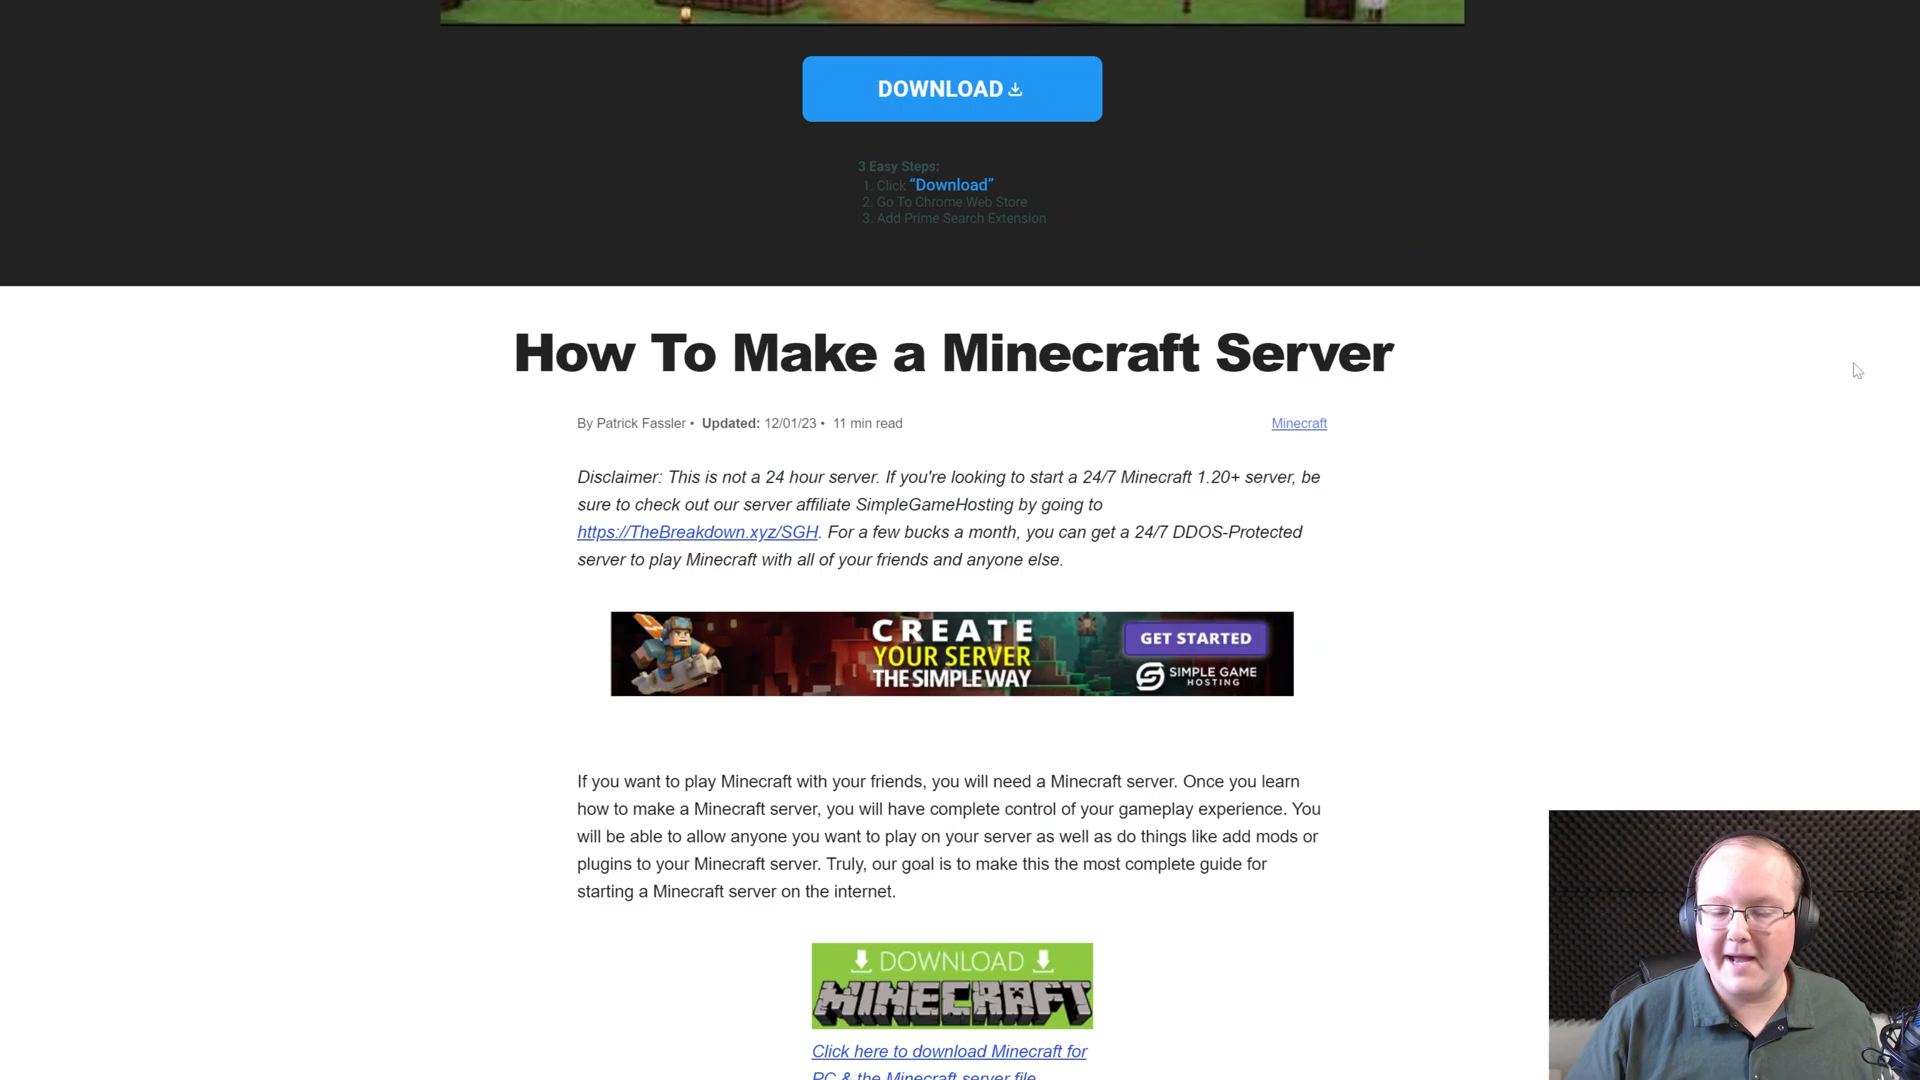 DOWNLOAD
3 Easy Steps:
1. Click “Download”
2. Go To Chrome Web Store
3. Add Prime Search Extension
How To Make a Minecraft Server
By Patrick Fassler • Updated: 12/01/23 • 11 min read
Minecraft
Disclaimer: This is not a 24 hour server. If you're looking to start a 24/7 Minecraft 1.20+ server, be
sure to check out our server affiliate SimpleGameHosting by going to
https://TheBreakdown.xyz/SGH. For a few bucks a month, you can get a 24/7 DDOS-Protected
server to play Minecraft with all of your friends and anyone else.
CREATE
YOUR SERVER
THE SIMPLE WAY
GET STARTED
SIMPLE GAME
HOSTING
If you want to play Minecraft with your friends, you will need a Minecraft server. Once you learn
how to make a Minecraft server, you will have complete control of your gameplay experience. You
will be able to allow anyone you want to play on your server as well as do things like add mods or
plugins to your Minecraft server. Truly, our goal is to make this the most complete guide for
starting a Minecraft server on the internet.
DOWNLOAD
MINECRAFT
Click here to download Minecraft for
PC & the Minecraft server file